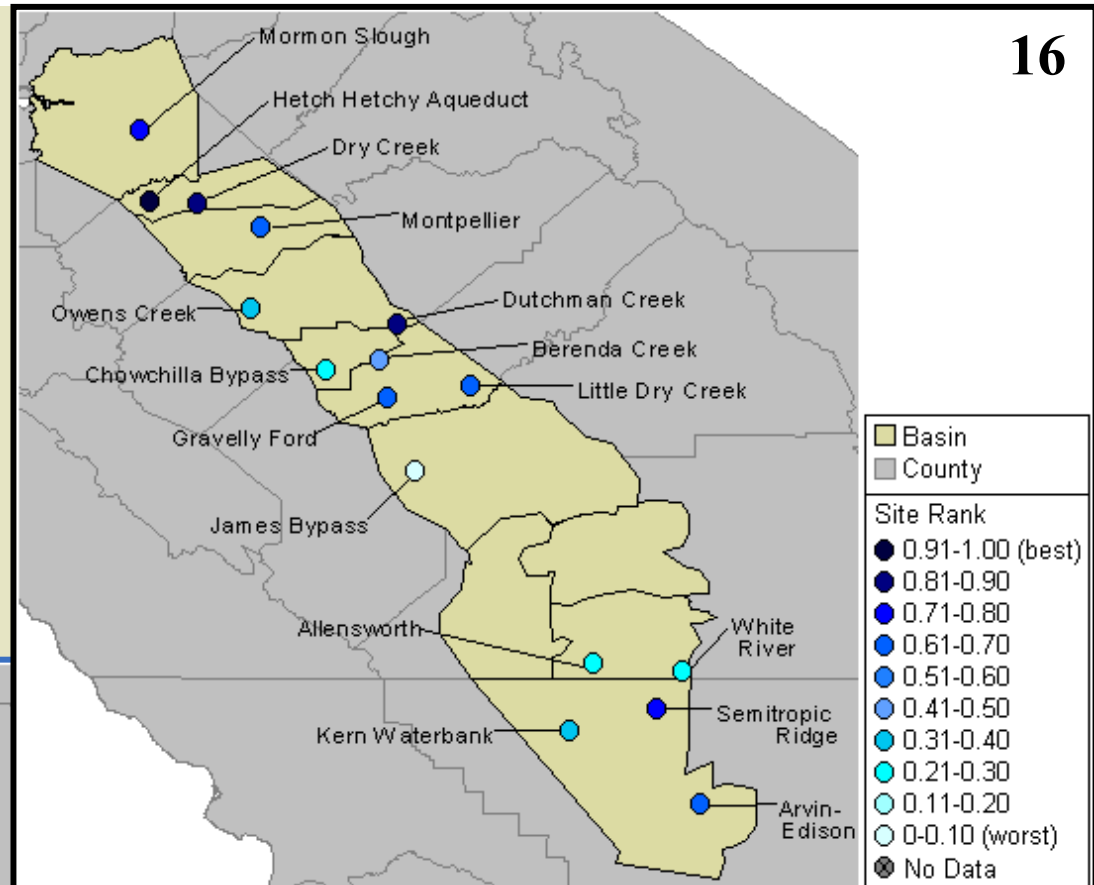 16
Mormon Slough
Hetch Hetchy Aqueduct
Dry Creek
Montpellier
Owens Creek
Dutchman Creek
Berenda Creek
Chowchilla Bypass
Little Dry Creek
Gravelly Ford
James Bypass
Allensworth
White
River
Kern Waterbank
Semitropic
Ridge
Arvin-
Edison
Basin
County
Site Rank
0.91-1.00 (best)
0.81-0.90
0.71-0.80
0.61-0.70
0.51-0.60
0.41-0.50
0.31-0.40
0.21-0.30
0.11-0.20
0-0.10 (worst)
No Data